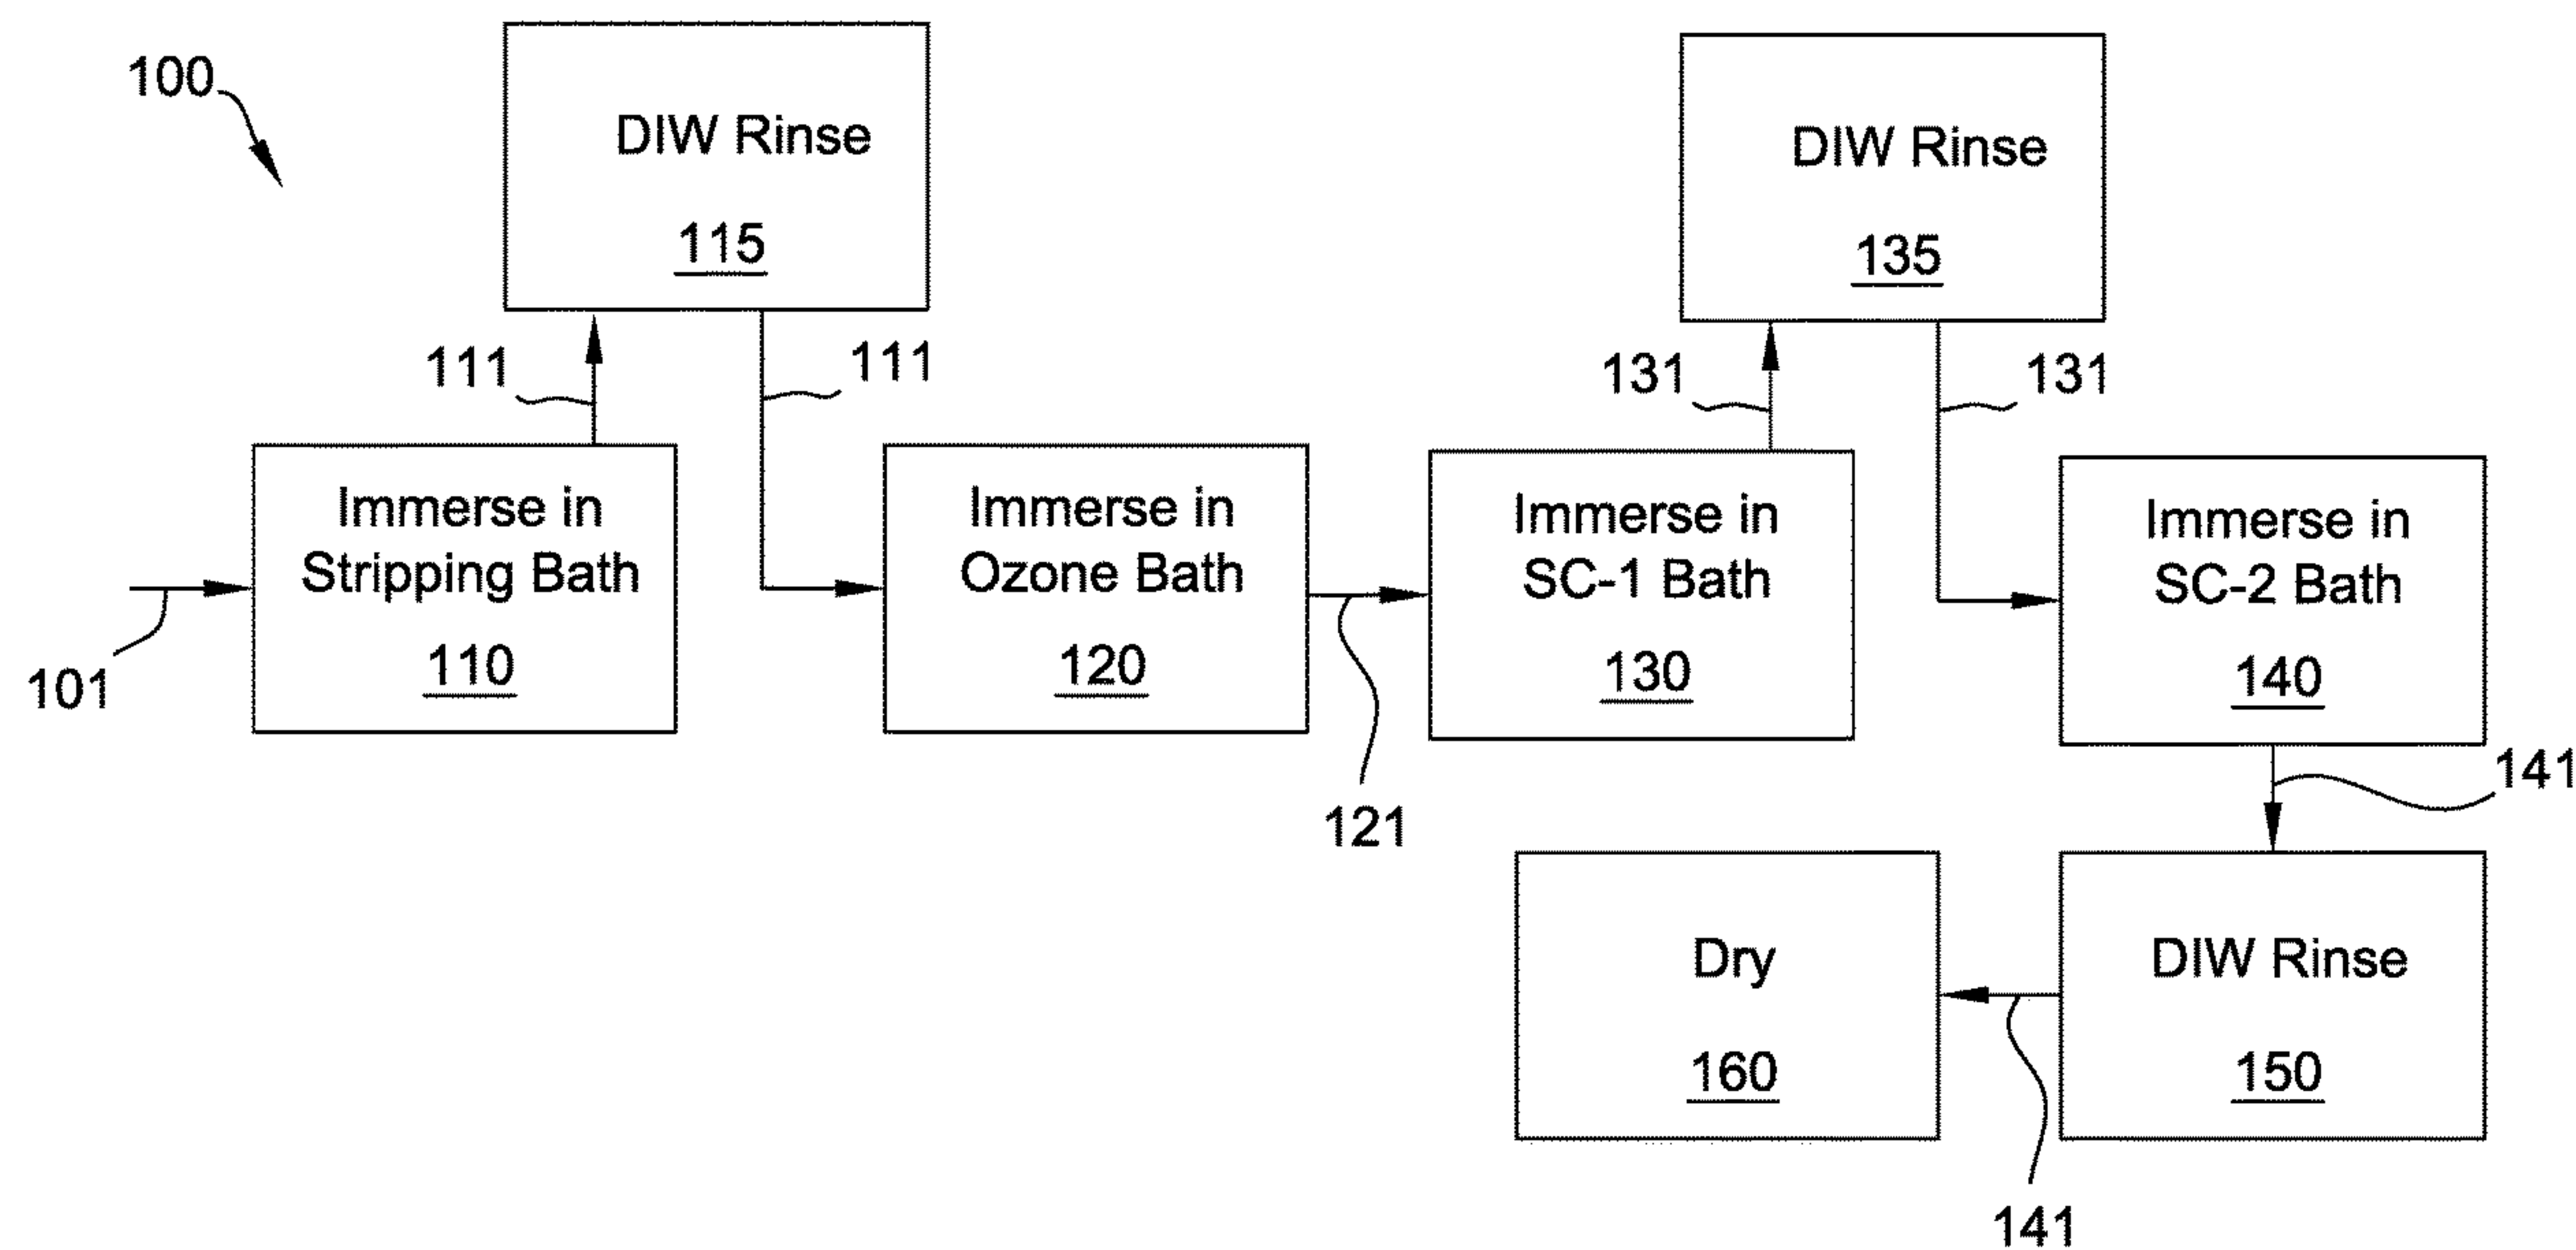 100
DIW Rinse
115
DIW Rinse
135
111
111
131
131
Immerse in
Stripping Bath
110
Immerse in
Ozone Bath
120
Immerse in
SC-1 Bath
130
Immerse in
SC-2 Bath
140
101
121
141
Dry
160
DIW Rinse
150
141